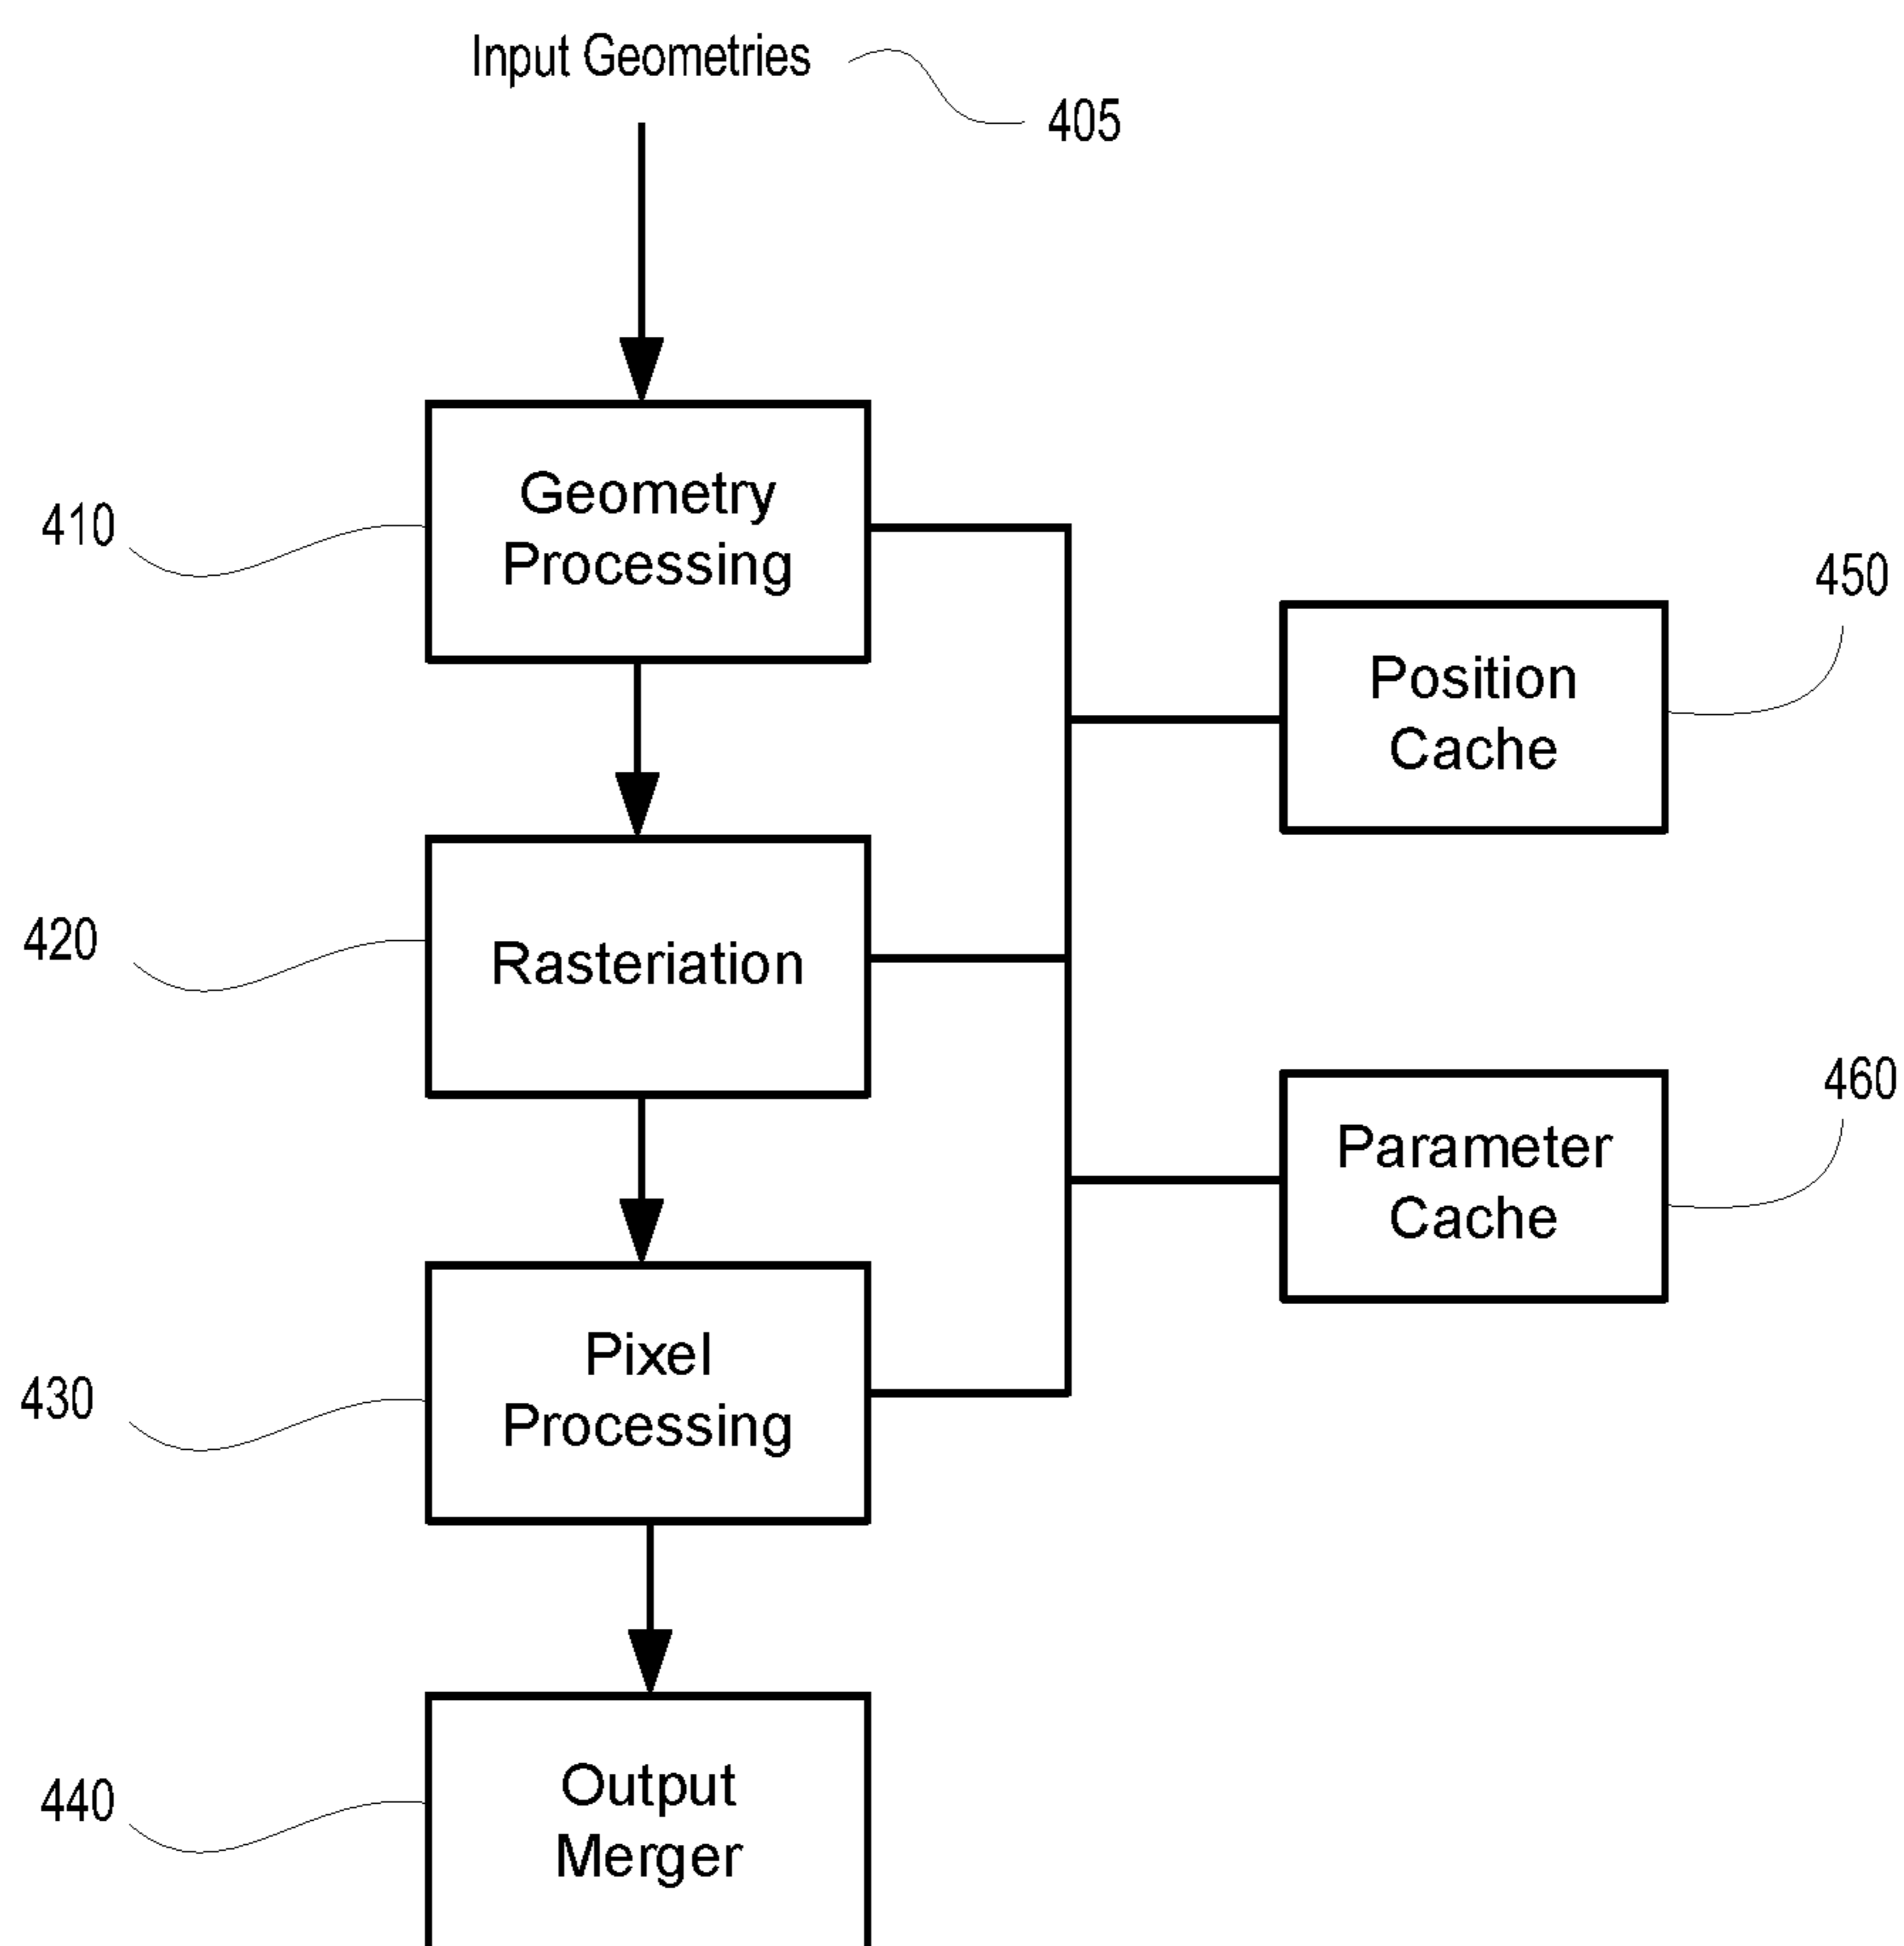 Input Geometries
405
Geometry
Processing
410
450
Position
Cache
420
Rasteriation
460
Parameter
Cache
430
Pixel
Processing
440
Output
Merger